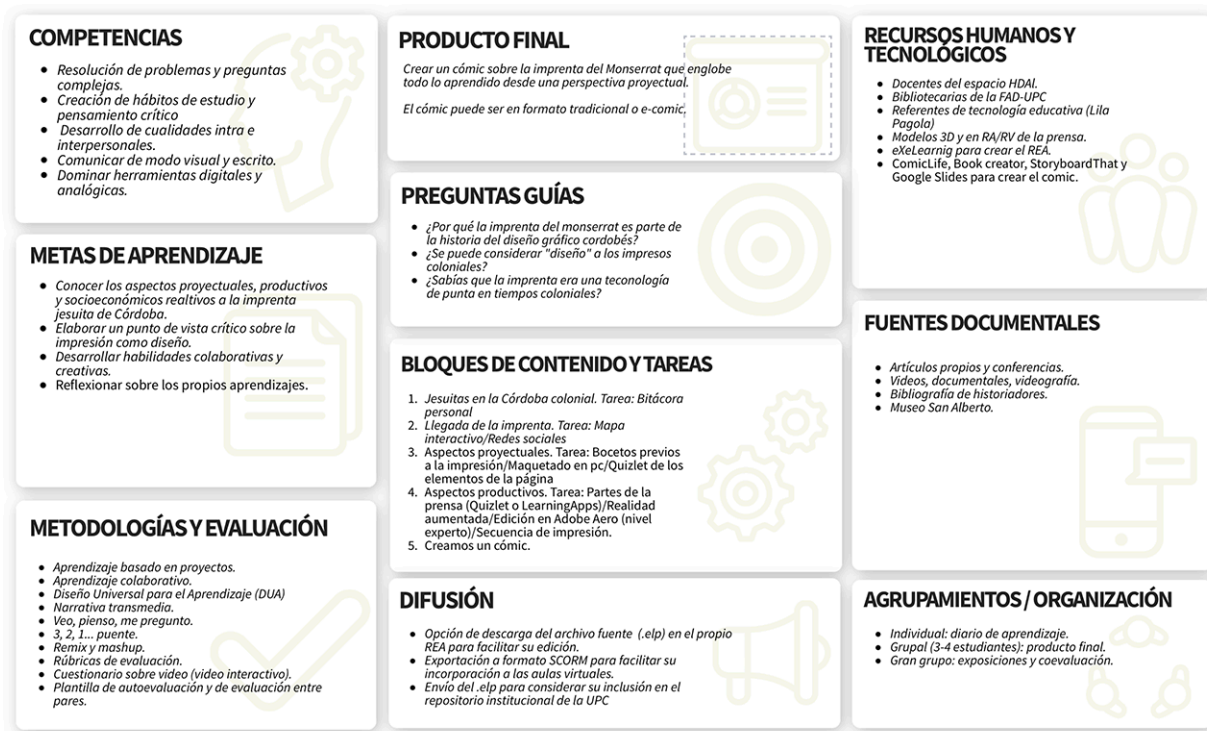 COMPETENCIAS
• Resolución de problemas y preguntas
complejas.
• Creación de hábitos de estudio y
pensamiento crítico
• Desarrollo de cualidades intra e
interpersonales.
• Comunicar de modo visual y escrito.
• Dominar herramientas digitales y
analógicas.
METAS DE APRENDIZAJE
• Conocer los aspectos proyectuales, productivos
y socioeconómicos realtivos a la imprenta
jesuita de Córdoba.
• Elaborar un punto de vista crítico sobre la
impresión como diseño.
• Desarrollar habilidades colaborativas y
creativas.
• Reflexionar sobre los propios aprendizajes.
METODOLOGÍAS Y EVALUACIÓN
• Aprendizaje basado en proyectos.
• Aprendizaje colaborativo.
• Diseño Universal para el Aprendizaje (DUA)
• Narrativa transmedia.
• Veo, pienso, me pregunto.
• 3, 2, 1... puente.
• Remix y mashup.
• Rúbricas de evaluación.
• Cuestionario sobre video (video interactivo).
• Plantilla de autoevaluación y de evaluación entre
pares.
PRODUCTO FINAL
Crear un cómic sobre la imprenta del Monserrat que englobe
todo lo aprendido desde una perspectiva proyectual.
El cómic puede ser en formato tradicional o e-comic.
PREGUNTAS GUÍAS
• ¿Por qué la imprenta del monserrat es parte de
la historia del diseño gráfico cordobés?
• ¿Se puede considerar "diseño" a los impresos
coloniales?
• ¿Sabías que la imprenta era una teconología
de punta en tiempos coloniales?
BLOQUES DE CONTENIDO Y TAREAS
1. Jesuitas en la Córdoba colonial. Tarea: Bitácora
personal
2. Llegada de la imprenta. Tarea: Mapa
interactivo/Redes sociales
3. Aspectos proyectuales. Tarea: Bocetos previos
a la impresión/Maquetado en pc/Quizlet de los
elementos de la página
4. Aspectos productivos. Tarea: Partes de la
prensa (Quizlet o LearningApps)/Realidad
aumentada/Edición en Adobe Aero (nivel
experto)/Secuencia de impresión.
5. Creamos un cómic.
DIFUSIÓN
• Opción de descarga del archivo fuente (.elp) en el propio
REA para facilitar su edición.
• Exportación a formato SCORM para facilitar su
incorporación a las aulas virtuales.
• Envío del .elp para considerar su inclusión en el
repositorio institucional de la UPC
RECURSOS HUMANOS Y
TECNOLÓGICOS
• Docentes del espacio HDAl.
• Bibliotecarias de la FAD-UPC
• Referentes de tecnología educativa (Lila
Pagola)
• Modelos 3D y en RA/RV de la prensa.
• eXeLearnig para crear el REA.
• ComicLife, Book creator, StoryboardThat y
Google Slides para crear el comic.
FUENTES DOCUMENTALES
• Artículos propios y conferencias.
• Videos, documentales, videografía.
• Bibliografía de historiadores.
• Museo San Alberto.
AGRUPAMIENTOS / ORGANIZACIÓN
• Individual: diario de aprendizaje.
• Grupal (3-4 estudiantes): producto final.
• Gran grupo: exposiciones y coevaluación.